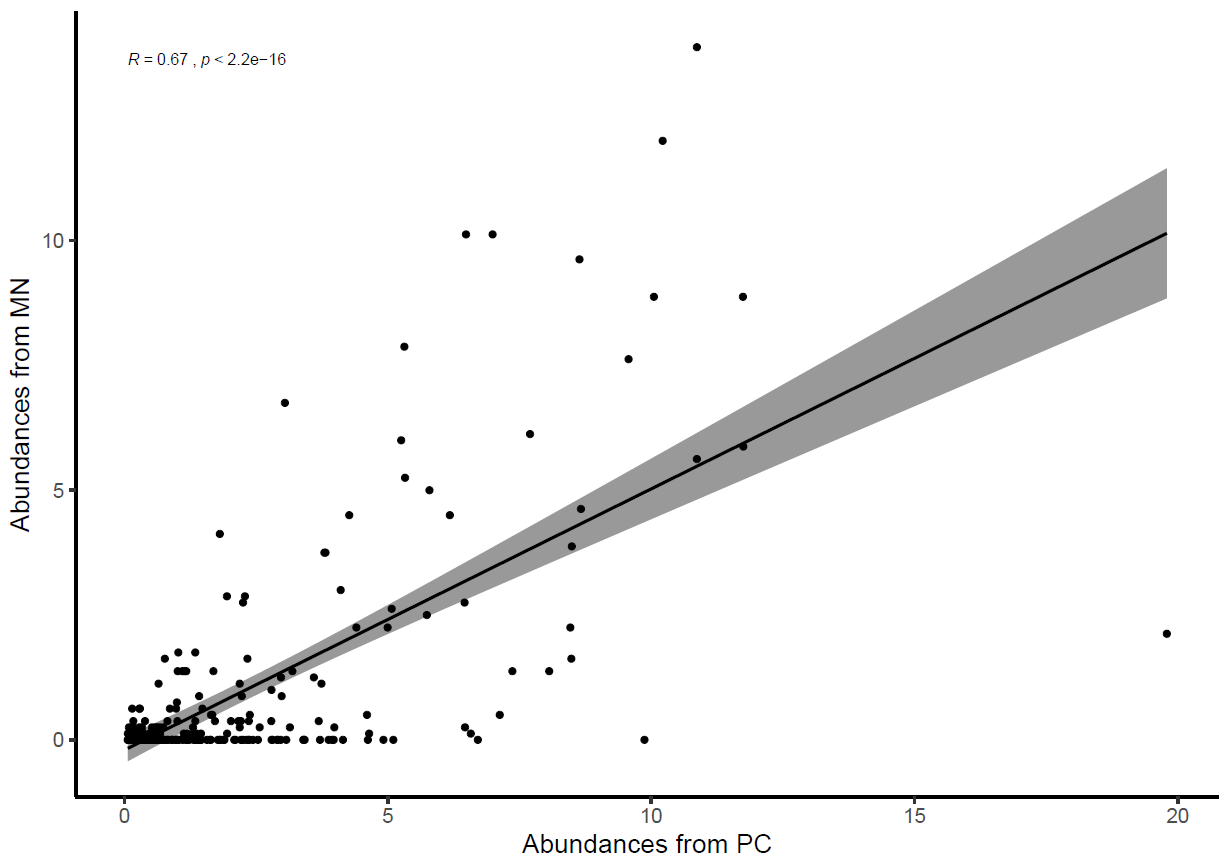 R = 0.67 , p < 2.2e−16
Abundances from MN
10
5
0
0 5 10 15 20
Abundances from PC